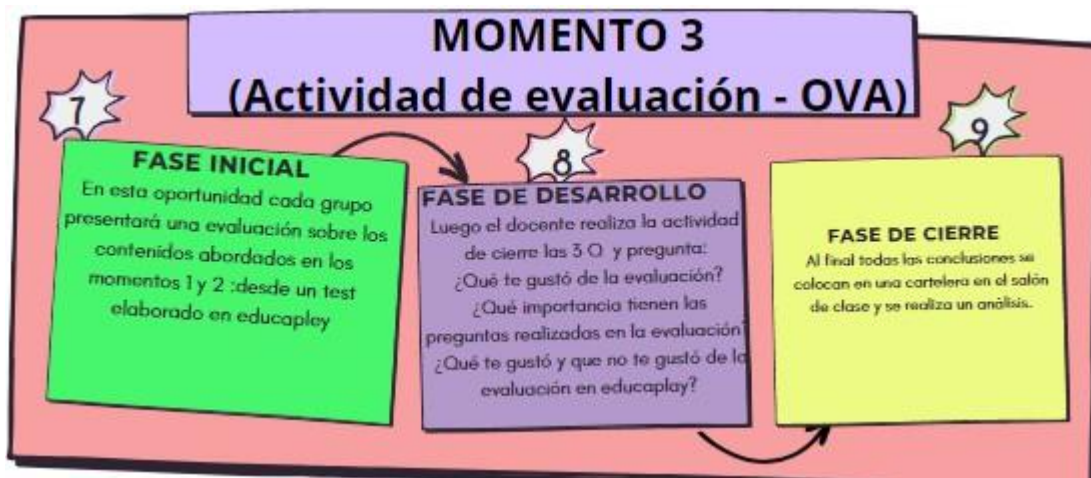 MOMENTO 3
(Actividad de evaluación - OVA)
7
FASE INICIAL
En esta oportunidad cada grupo
presentará una evaluación sobre los
contenidos abordados en los
momentos 1 y 2 :desde un test
elaborado en educapley
8
FASE DE DESARROLLO
Luego el docente realiza la actividad
de cierre las 3 Q y pregunta:
¿Qué te gustó de la evaluación?
¿Qué importancia tienen las
preguntas realizadas en la evaluación?
¿Qué te gustó y que no te gustó de la
evaluación en educaplay?
9
FASE DE CIERRE
Al final todas las conclusiones se
colocan en una cartelera en el salón
de clase y se realiza un análisis.